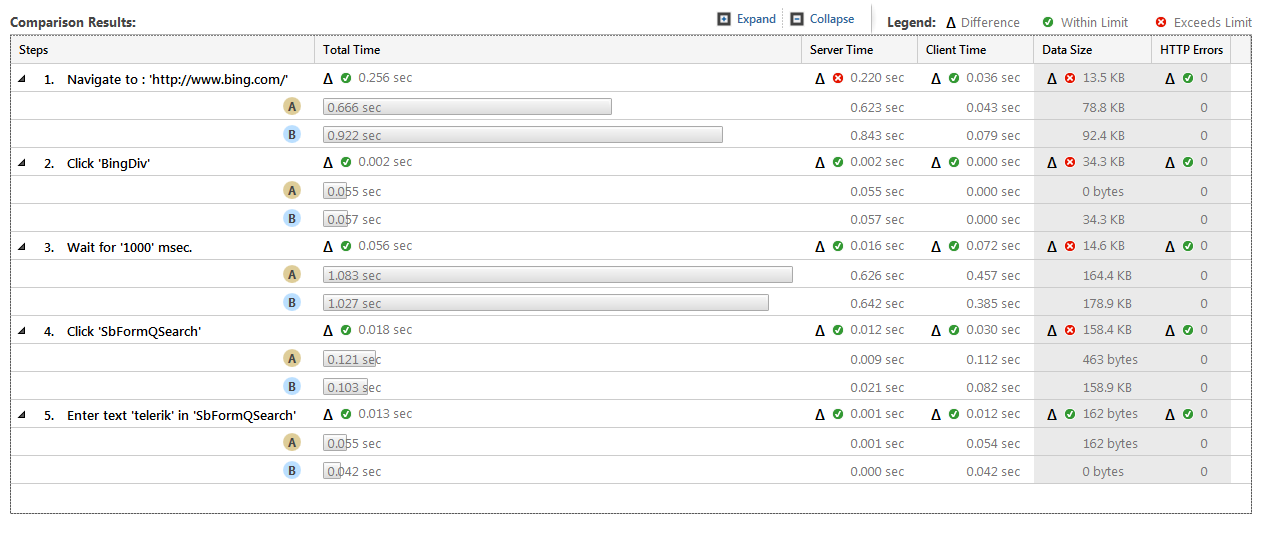 Comparison Results: Expand Collapse Legend: Δ Difference Within Limit Exceeds Limit
Steps Total Time Server Time Client Time Data Size HTTP Errors
1. Navigate to : 'http://www.bing.com/' Δ 0.256 sec Δ 0.220 sec Δ 0.036 sec Δ 13.5 KB Δ 0
A 0.666 sec 0.623 sec 0.043 sec 78.8 KB 0
B 0.922 sec 0.843 sec 0.079 sec 92.4 KB 0
2. Click 'BingDiv' Δ 0.002 sec Δ 0.002 sec Δ 0.000 sec Δ 34.3 KB Δ 0
A 0.055 sec 0.055 sec 0.000 sec 0 bytes 0
B 0.057 sec 0.057 sec 0.000 sec 34.3 KB 0
3. Wait for '1000' msec. Δ 0.056 sec Δ 0.016 sec Δ 0.072 sec Δ 14.6 KB Δ 0
A 1.083 sec 0.626 sec 0.457 sec 164.4 KB 0
B 1.027 sec 0.642 sec 0.385 sec 178.9 KB 0
4. Click 'SbFormQSearch' Δ 0.018 sec Δ 0.012 sec Δ 0.030 sec Δ 158.4 KB Δ 0
A 0.121 sec 0.009 sec 0.112 sec 463 bytes 0
B 0.103 sec 0.021 sec 0.082 sec 158.9 KB 0
5. Enter text 'telerik' in 'SbFormQSearch' Δ 0.013 sec Δ 0.001 sec Δ 0.012 sec Δ 162 bytes Δ 0
A 0.055 sec 0.001 sec 0.054 sec 162 bytes 0
B 0.042 sec 0.000 sec 0.042 sec 0 bytes 0